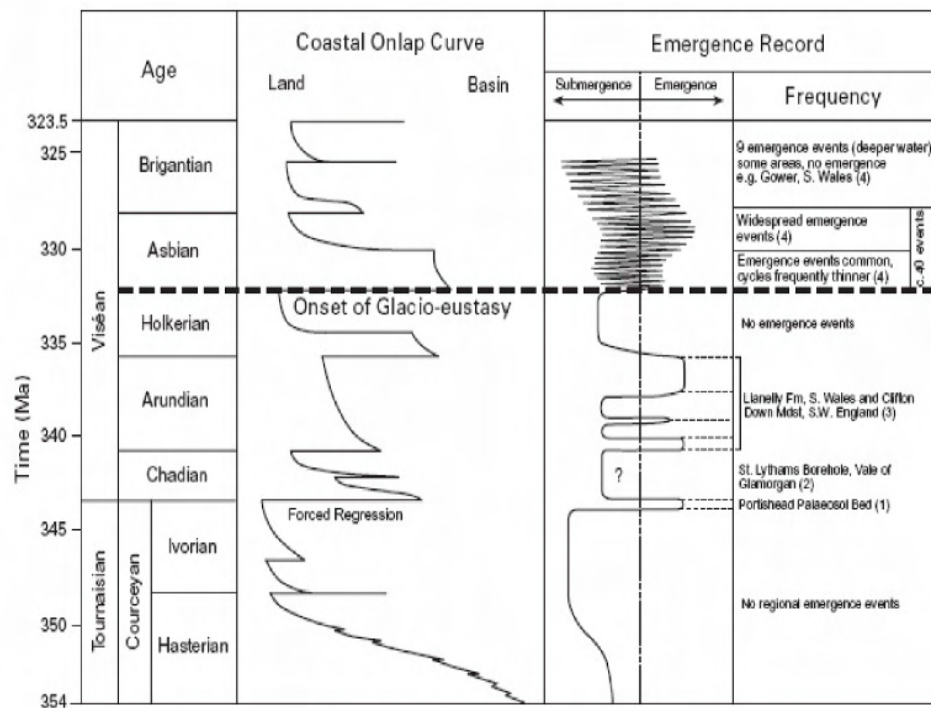 Age
Coastal Onlap Curve
Land
Basin
Emergence Record
Submergence
Emergence
Frequency
Time (Ma)
323.5
325
330
335
340
345
350
354
Viséan
Tournaisian
Courceyan
Brigantian
Asbian
Holkerian
Arundian
Chadian
Ivorian
Hasterian
Onset of Glacio-eustasy
Forced Regression
?
9 emergence events (deeper water)
some areas, no emergence
e.g. Gower, S. Wales (4)
Widespread emergence
events (4)
Emergence events common,
cycles frequently thinner (4)
c.40 events
No emergence events
Llanelly Fm, S. Wales and Clifton
Down Mdst, S.W. England (3)
St. Lythams Borehole, Vale of
Glamorgan (2)
Portishead Palaeosol Bed (1)
No regional emergence events